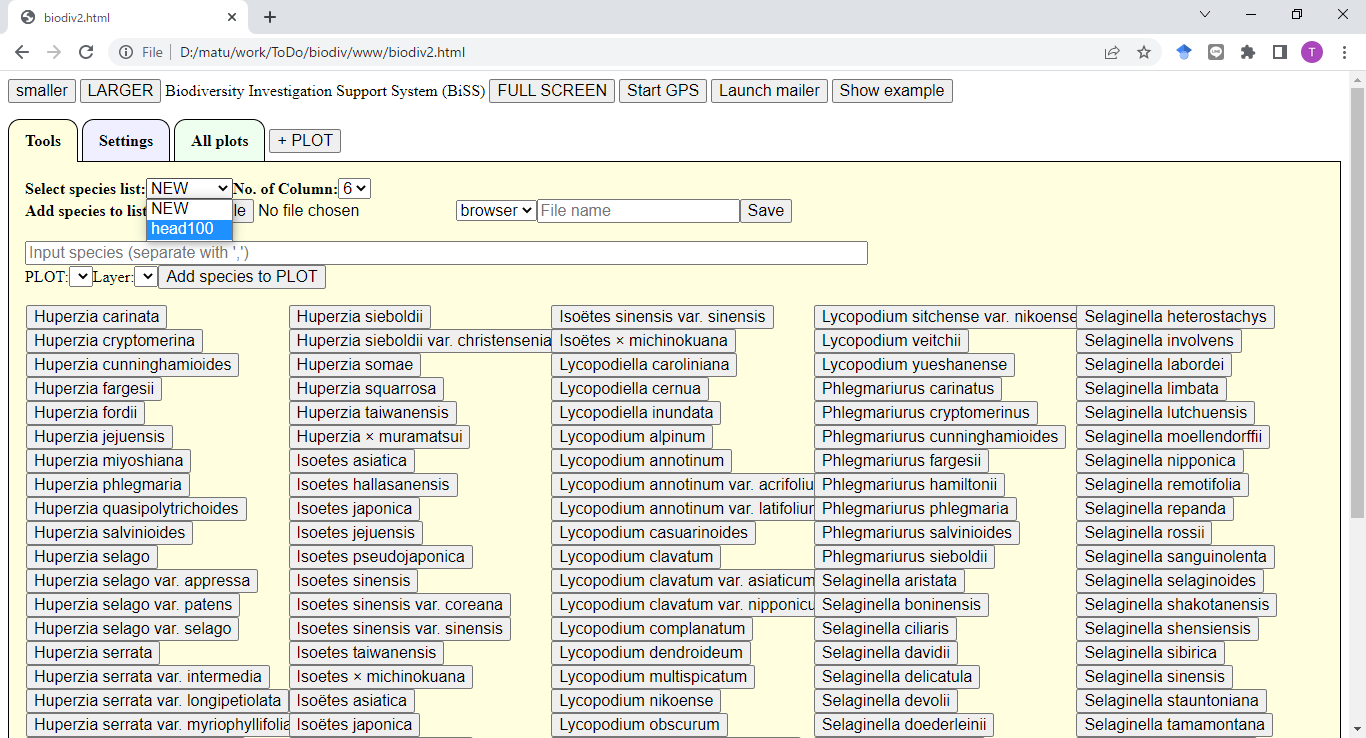 biodiv2.html
File D:/matu/work/ToDo/biodiv/www/biodiv2.html
T
smaller LARGER Biodiversity Investigation Support System (BiSS) FULL SCREEN Start GPS Launch mailer Show example
Tools Settings All plots + PLOT
Select species list: NEW No. of Column: 6
NEW
head100
Add species to list No file chosen browser File name Save
Input species (separate with ',')
PLOT: Layer: Add species to PLOT
Huperzia carinata Huperzia sieboldii Isoëtes sinensis var. sinensis Lycopodium sitchense var. nikoense Selaginella heterostachys
Huperzia cryptomerina Huperzia sieboldii var. christensenia Isoëtes × michinokuana Lycopodium veitchii Selaginella involvens
Huperzia cunninghamioides Huperzia somae Lycopodiella caroliniana Lycopodium yueshanense Selaginella labordei
Huperzia fargesii Huperzia squarrosa Lycopodiella cernua Phlegmariurus carinatus Selaginella limbata
Huperzia fordii Huperzia taiwanensis Lycopodiella inundata Phlegmariurus cryptomerinus Selaginella lutchuensis
Huperzia jejuensis Huperzia × muramatsui Lycopodium alpinum Phlegmariurus cunninghamioides Selaginella moellendorffii
Huperzia miyoshiana Isoetes asiatica Lycopodium annotinum Phlegmariurus fargesii Selaginella nipponica
Huperzia phlegmaria Isoetes hallasanensis Lycopodium annotinum var. acrifoliu Phlegmariurus hamiltonii Selaginella remotifolia
Huperzia quasipolytrichoides Isoetes japonica Lycopodium annotinum var. latifoliur Phlegmariurus phlegmaria Selaginella repanda
Huperzia salvinioides Isoetes jejuensis Lycopodium casuarinoides Phlegmariurus salvinioides Selaginella rossii
Huperzia selago Isoetes pseudojaponica Lycopodium clavatum Phlegmariurus sieboldii Selaginella sanguinolenta
Huperzia selago var. appressa Isoetes sinensis Lycopodium clavatum var. asiaticum Selaginella aristata Selaginella selaginoides
Huperzia selago var. patens Isoetes sinensis var. coreana Lycopodium clavatum var. nipponicu Selaginella boninensis Selaginella shakotanensis
Huperzia selago var. selago Isoetes sinensis var. sinensis Lycopodium complanatum Selaginella ciliaris Selaginella shensiensis
Huperzia serrata Isoetes taiwanensis Lycopodium dendroideum Selaginella davidii Selaginella sibirica
Huperzia serrata var. intermedia Isoetes × michinokuana Lycopodium multispicatum Selaginella delicatula Selaginella sinensis
Huperzia serrata var. longipetiolata Isoëtes asiatica Lycopodium nikoense Selaginella devolii Selaginella stauntoniana
Huperzia serrata var. myriophyllifolia Isoëtes japonica Lycopodium obscurum Selaginella doederleinii Selaginella tamamontana